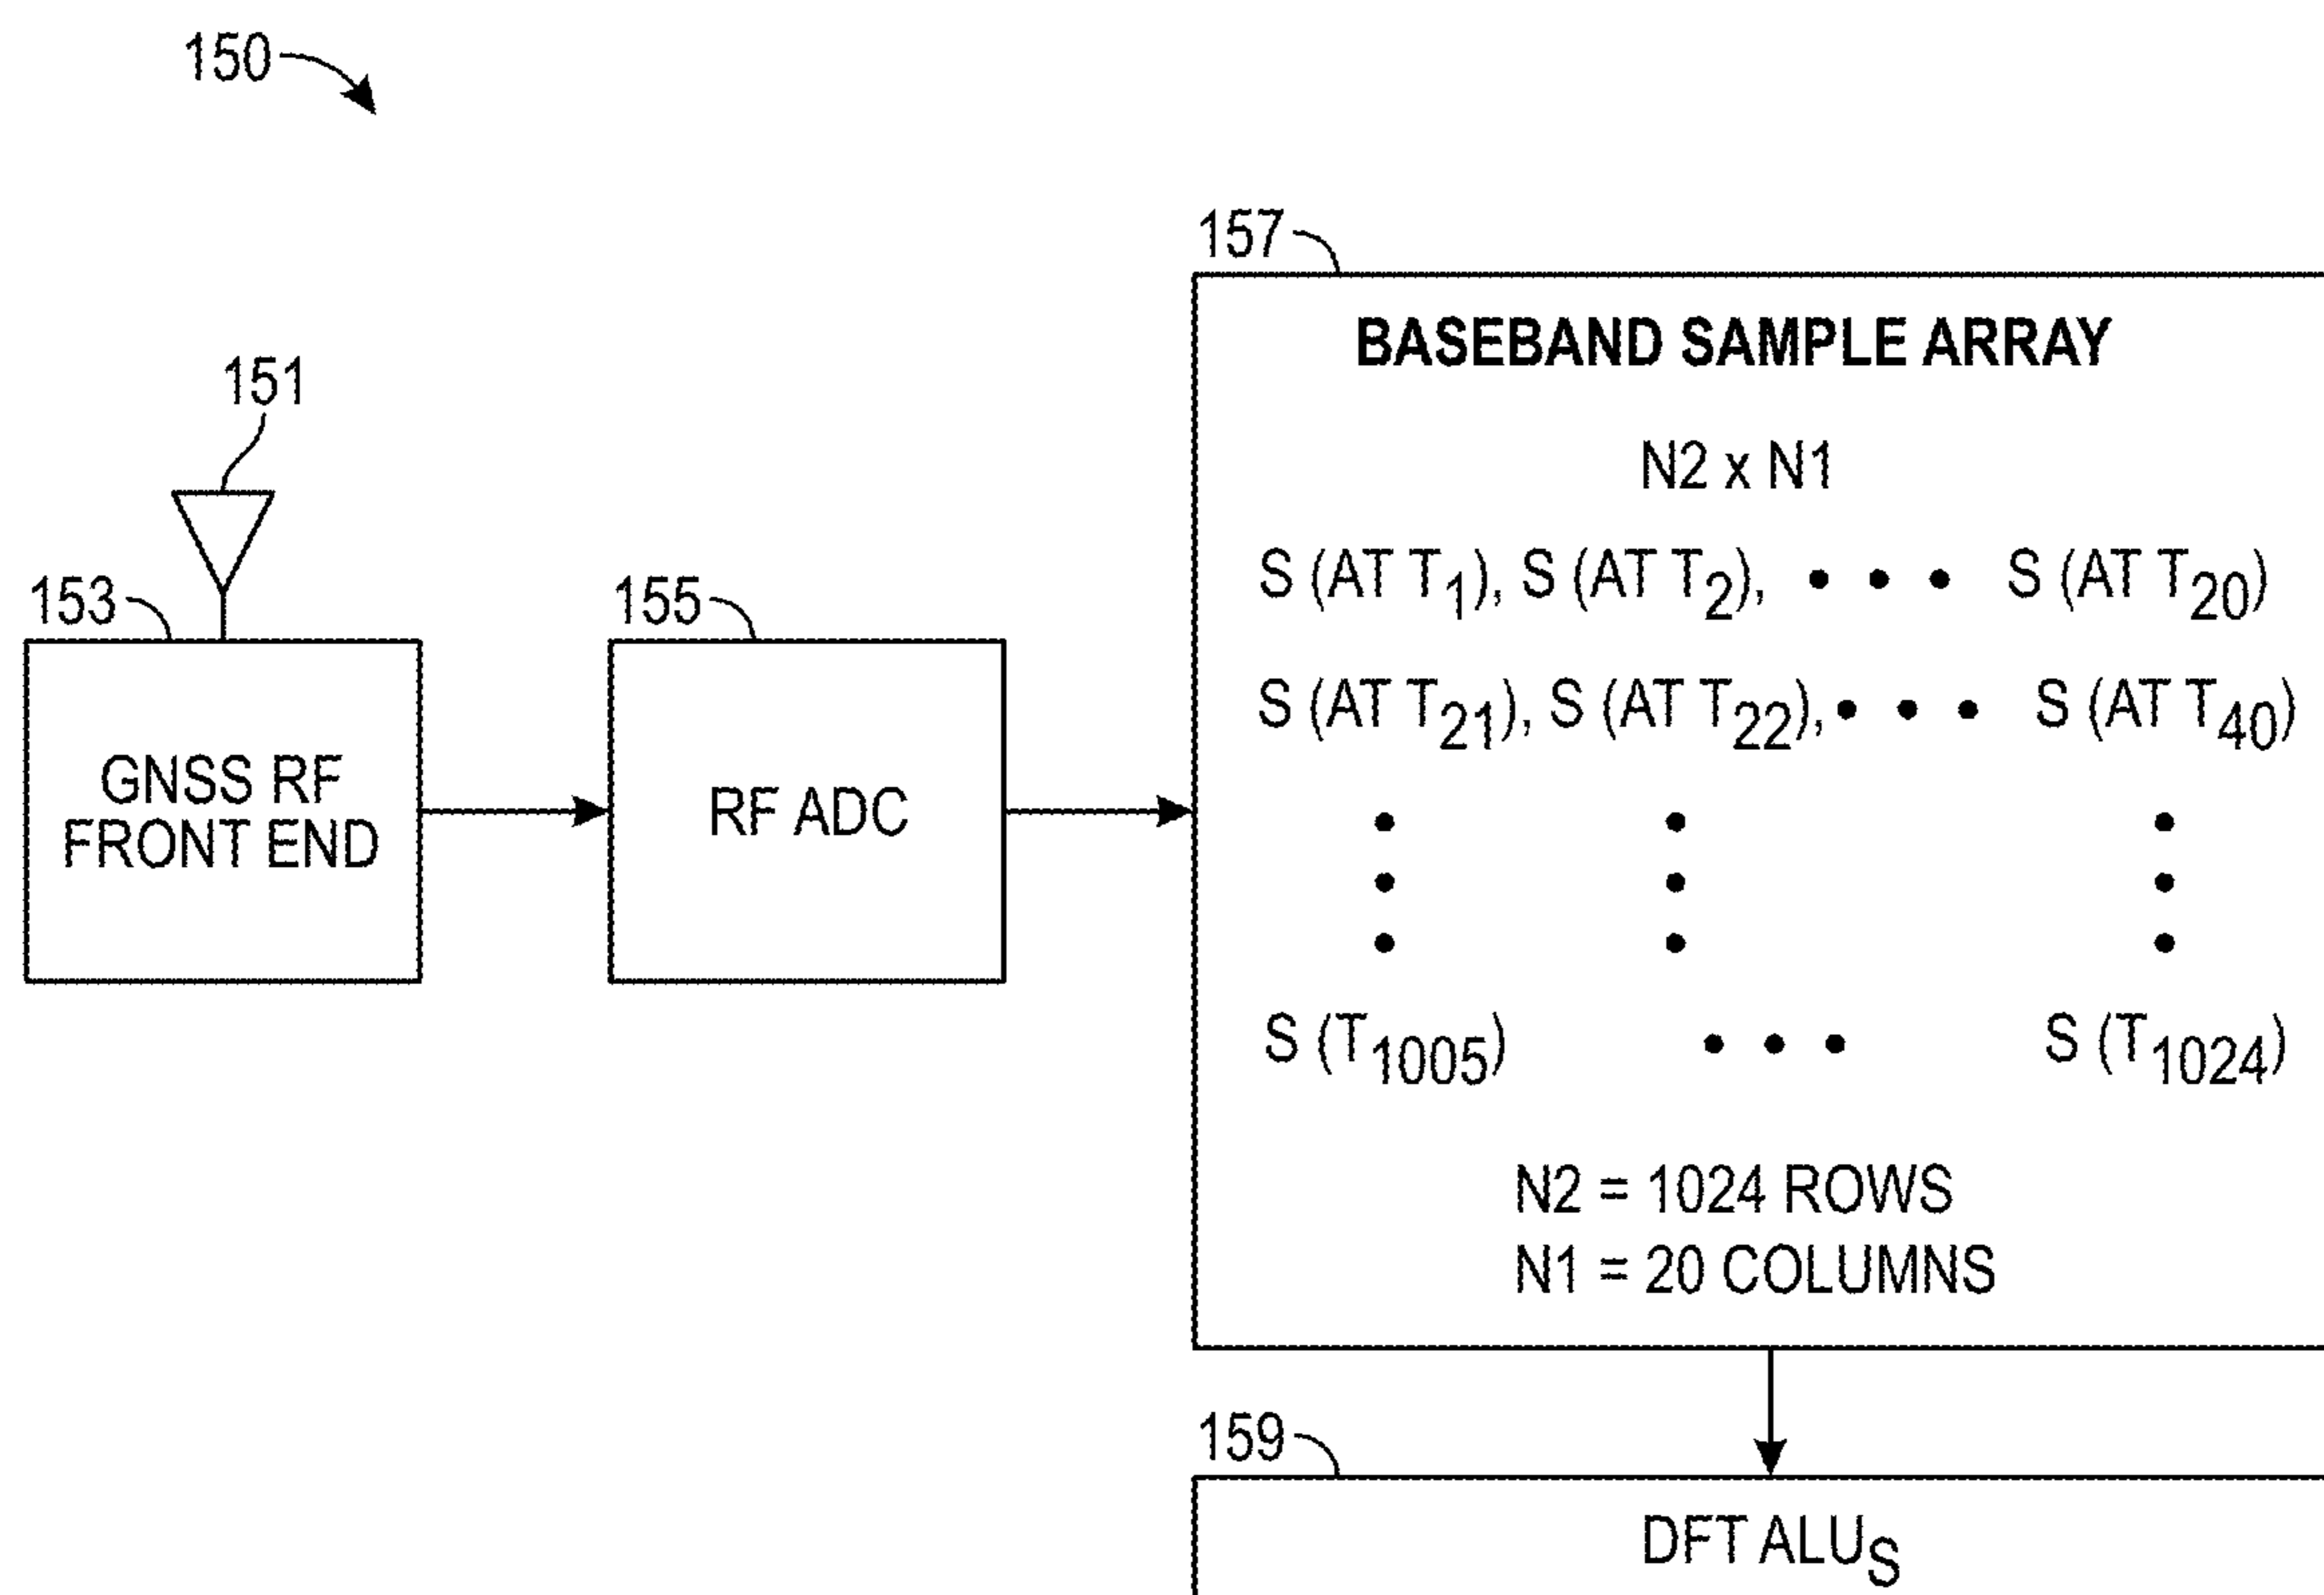 150
157
BASEBAND SAMPLE ARRAY
151
N2 x N1
S (AT T1), S (AT T2), • • • S (AT T20)
153
155
S (AT T21), S (AT T22), • • • S (AT T40)
GNSS RF
FRONT END
RF ADC
S (T1005) • • • S (T1024)
N2 = 1024 ROWS
N1 = 20 COLUMNS
159
DFT ALUS